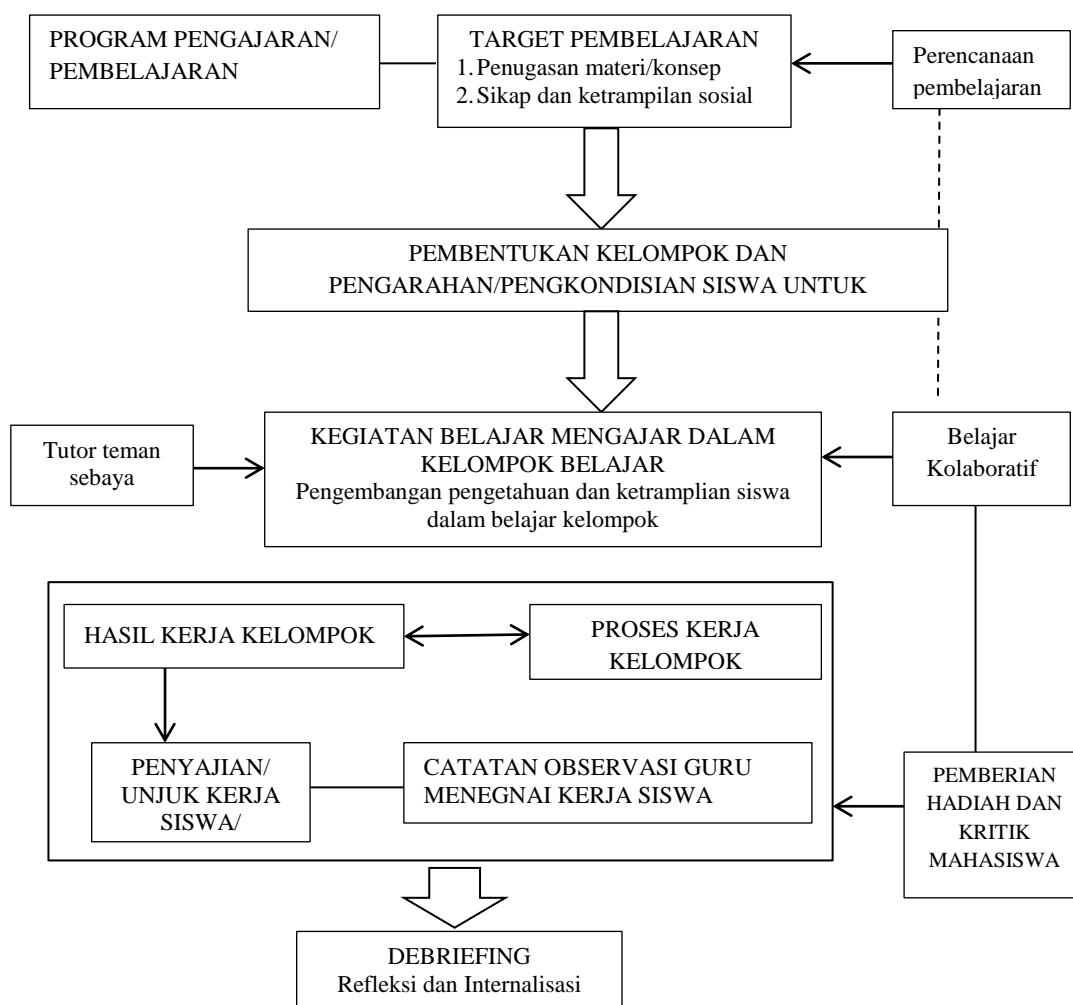 PROGRAM PENGAJARAN/
PEMBELAJARAN
TARGET PEMBELAJARAN
1. Penugasan materi/konsep
2. Sikap dan ketrampilan sosial
Perencanaan
pembelajaran
PEMBENTUKAN KELOMPOK DAN
PENGARAHAN/PENGKONDISIAN SISWA UNTUK
Tutor teman
sebaya
KEGIATAN BELAJAR MENGAJAR DALAM
KELOMPOK BELAJAR
Pengembangan pengetahuan dan ketramplian siswa
dalam belajar kelompok
Belajar
Kolaboratif
HASIL KERJA KELOMPOK
PROSES KERJA
KELOMPOK
PENYAJIAN/
UNJUK KERJA
SISWA/
CATATAN OBSERVASI GURU
MENEGNAI KERJA SISWA
PEMBERIAN
HADIAH DAN
KRITIK
MAHASISWA
DEBRIEFING
Refleksi dan Internalisasi